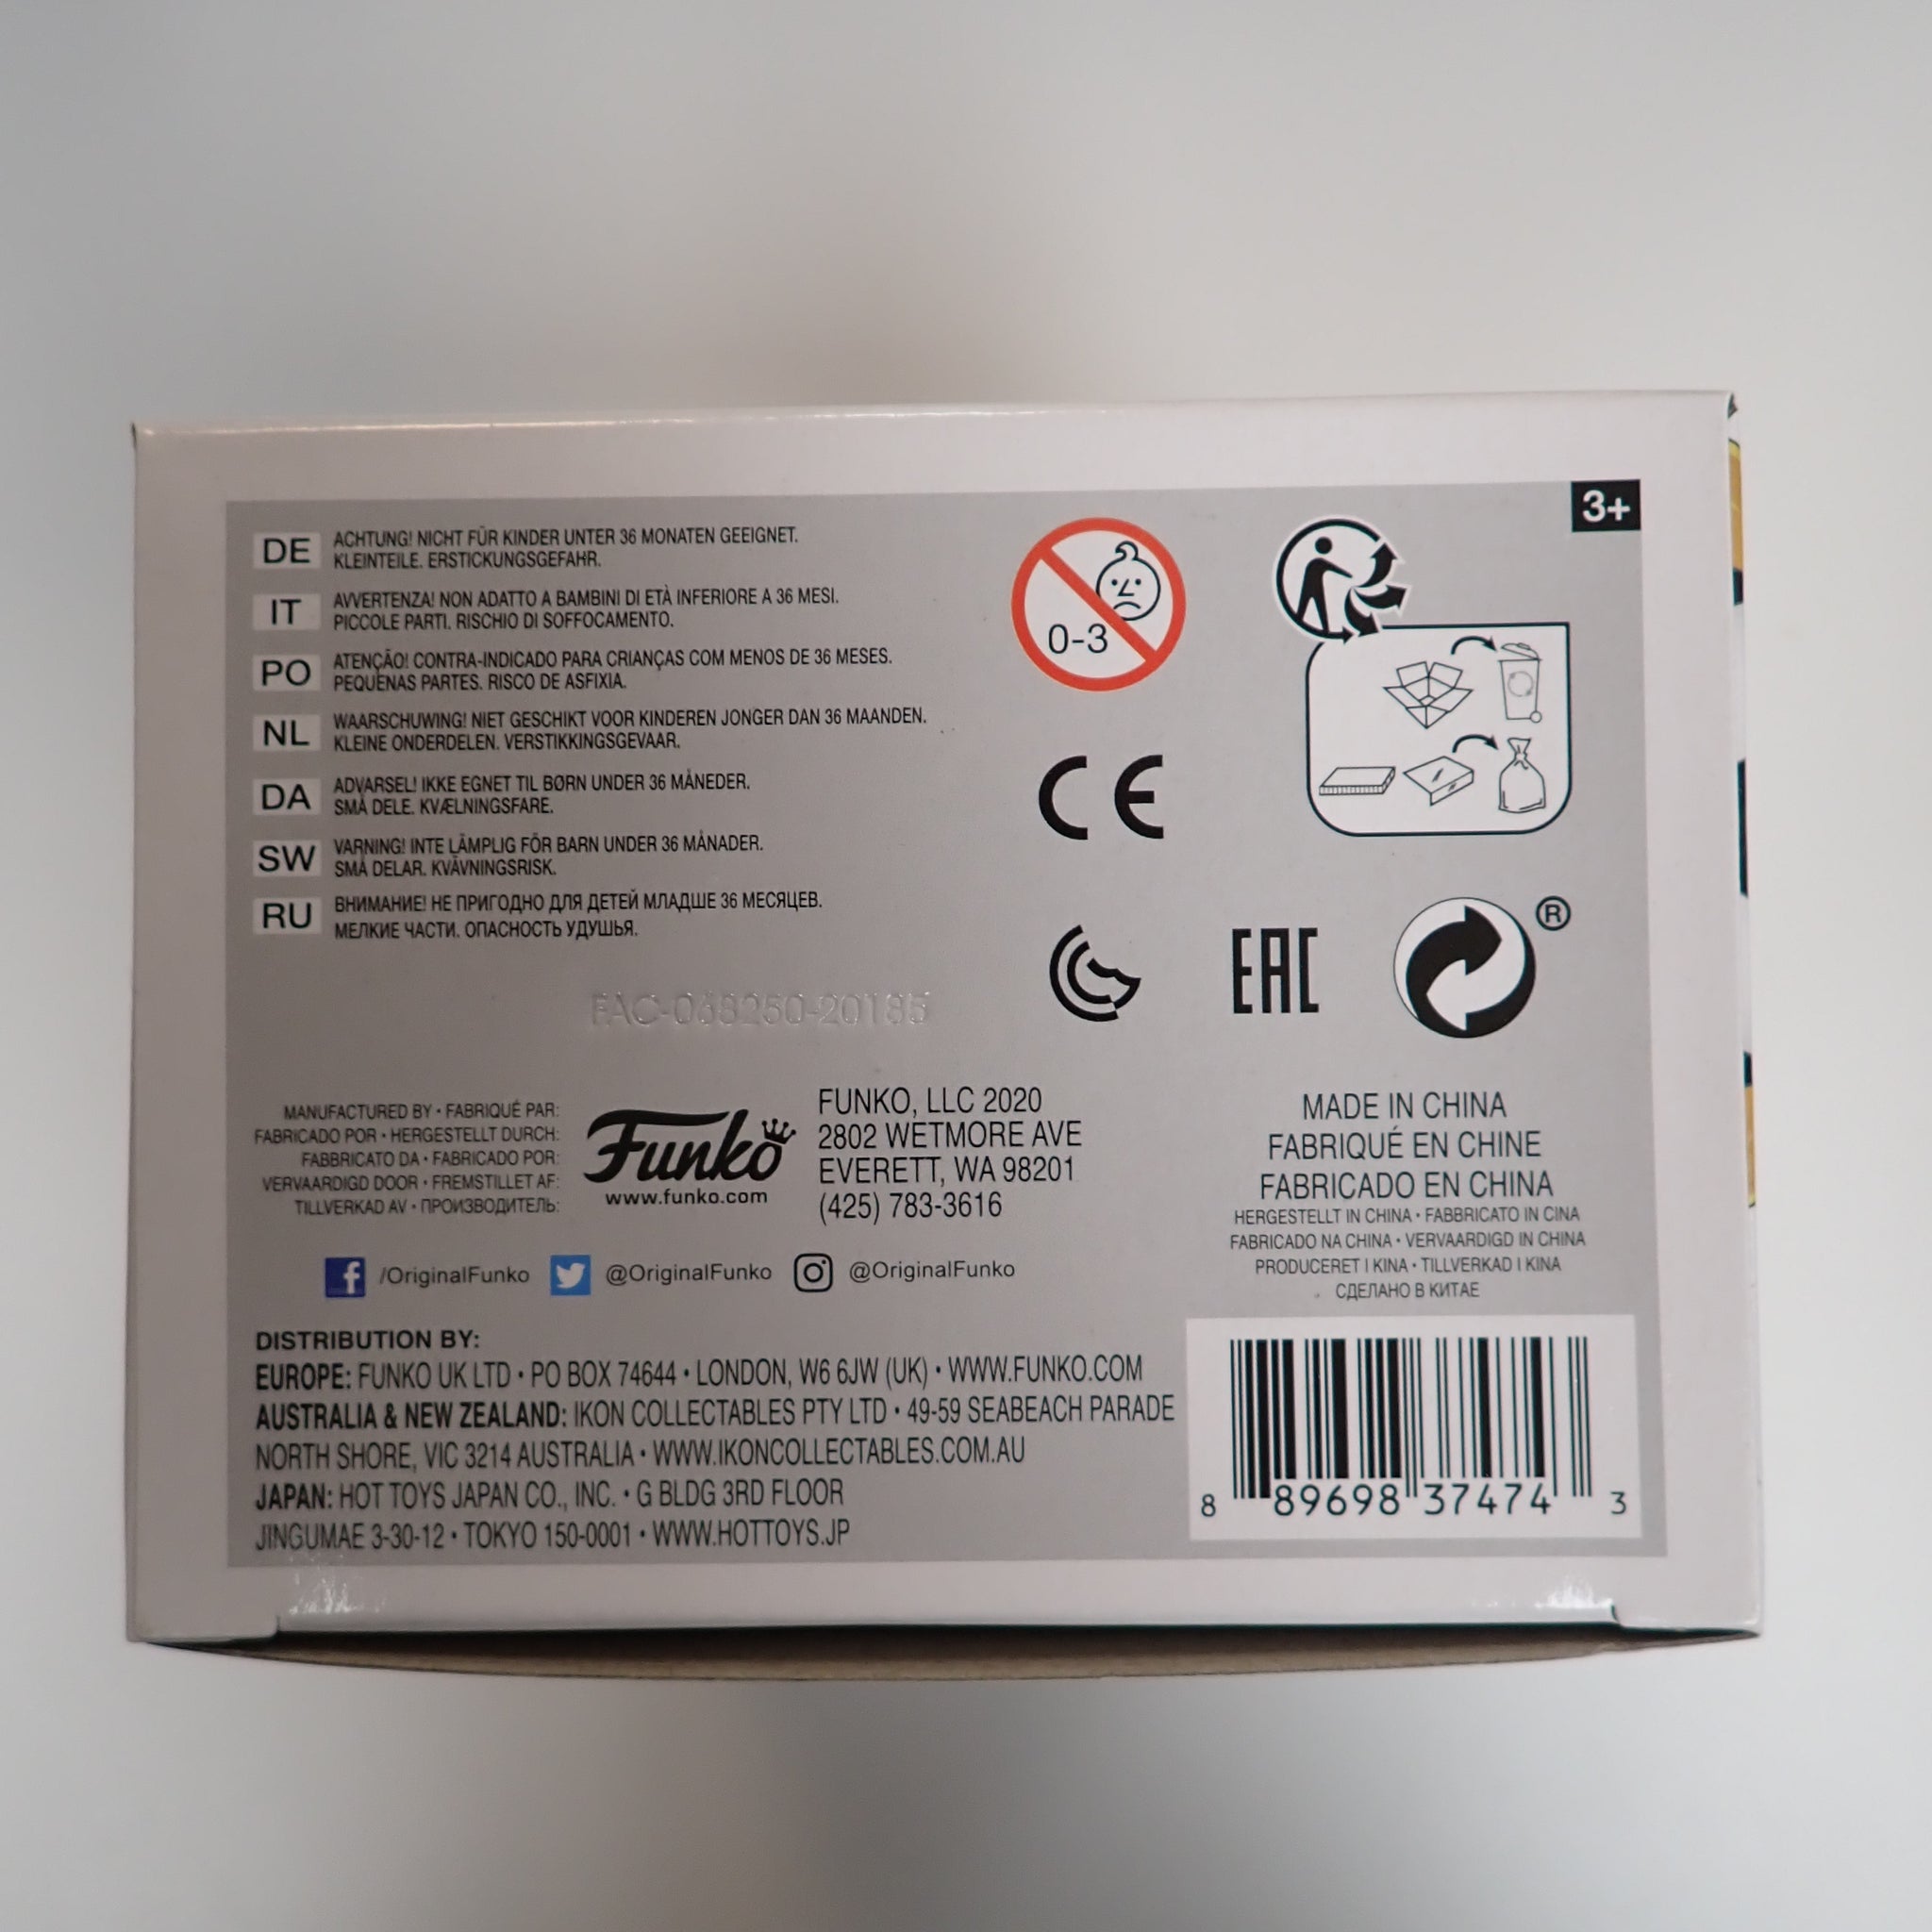 3+
DE
ACHTUNG! NICHT FÜR KINDER UNTER 36 MONATEN GEEIGNET.
KLEINTEILE. ERSTICKUNGSGEFAHR.
IT
AVVERTENZA! NON ADATTO A BAMBINI DI ETÀ INFERIORE A 36 MESI.
PICCOLE PARTI. RISCHIO DI SOFFOCAMENTO.
PO
ATENÇÃO! CONTRA-INDICADO PARA CRIANÇAS COM MENOS DE 36 MESES.
PEQUENAS PARTES. RISCO DE ASFIXIA.
NL
WAARSCHUWING! NIET GESCHIKT VOOR KINDEREN JONGER DAN 36 MAANDEN.
KLEINE ONDERDELEN. VERSTIKKINGSGEVAAR.
DA
ADVARSEL! IKKE EGNET TIL BØRN UNDER 36 MÅNEDER.
SMÅ DELE. KVÆLNINGSFARE.
SW
VARNING! INTE LÄMPLIG FÖR BARN UNDER 36 MÅNADER.
SMÅ DELAR. KVÄVNINGSRISK.
RU
ВНИМАНИЕ! НЕ ПРИГОДНО ДЛЯ ДЕТЕЙ МЛАДШЕ 36 МЕСЯЦЕВ.
МЕЛКИЕ ЧАСТИ. ОПАСНОСТЬ УДУШЬЯ.
0-3
CE
EAC
®
MANUFACTURED BY • FABRIQUÉ PAR:
FABRICADO POR • HERGESTELLT DURCH:
FABBRICATO DA • FABRICADO POR:
VERVAARDIGD DOOR • FREMSTILLET AF:
TILLVERKAD AV • ПРОИЗВОДИТЕЛЬ:
Funko
www.funko.com
FUNKO, LLC 2020
2802 WETMORE AVE
EVERETT, WA 98201
(425) 783-3616
MADE IN CHINA
FABRIQUÉ EN CHINE
FABRICADO EN CHINA
HERGESTELLT IN CHINA • FABBRICATO IN CINA
FABRICADO NA CHINA • VERVAARDIGD IN CHINA
PRODUCERET I KINA • TILLVERKAD I KINA
СДЕЛАНО В КИТАЕ
f /OriginalFunko @OriginalFunko @OriginalFunko
DISTRIBUTION BY:
EUROPE: FUNKO UK LTD • PO BOX 74644 • LONDON, W6 6JW (UK) • WWW.FUNKO.COM
AUSTRALIA & NEW ZEALAND: IKON COLLECTABLES PTY LTD • 49-59 SEABEACH PARADE
NORTH SHORE, VIC 3214 AUSTRALIA • WWW.IKONCOLLECTABLES.COM.AU
JAPAN: HOT TOYS JAPAN CO., INC. • G BLDG 3RD FLOOR
JINGUMAE 3-30-12 • TOKYO 150-0001 • WWW.HOTTOYS.JP
8 89698 37474 3